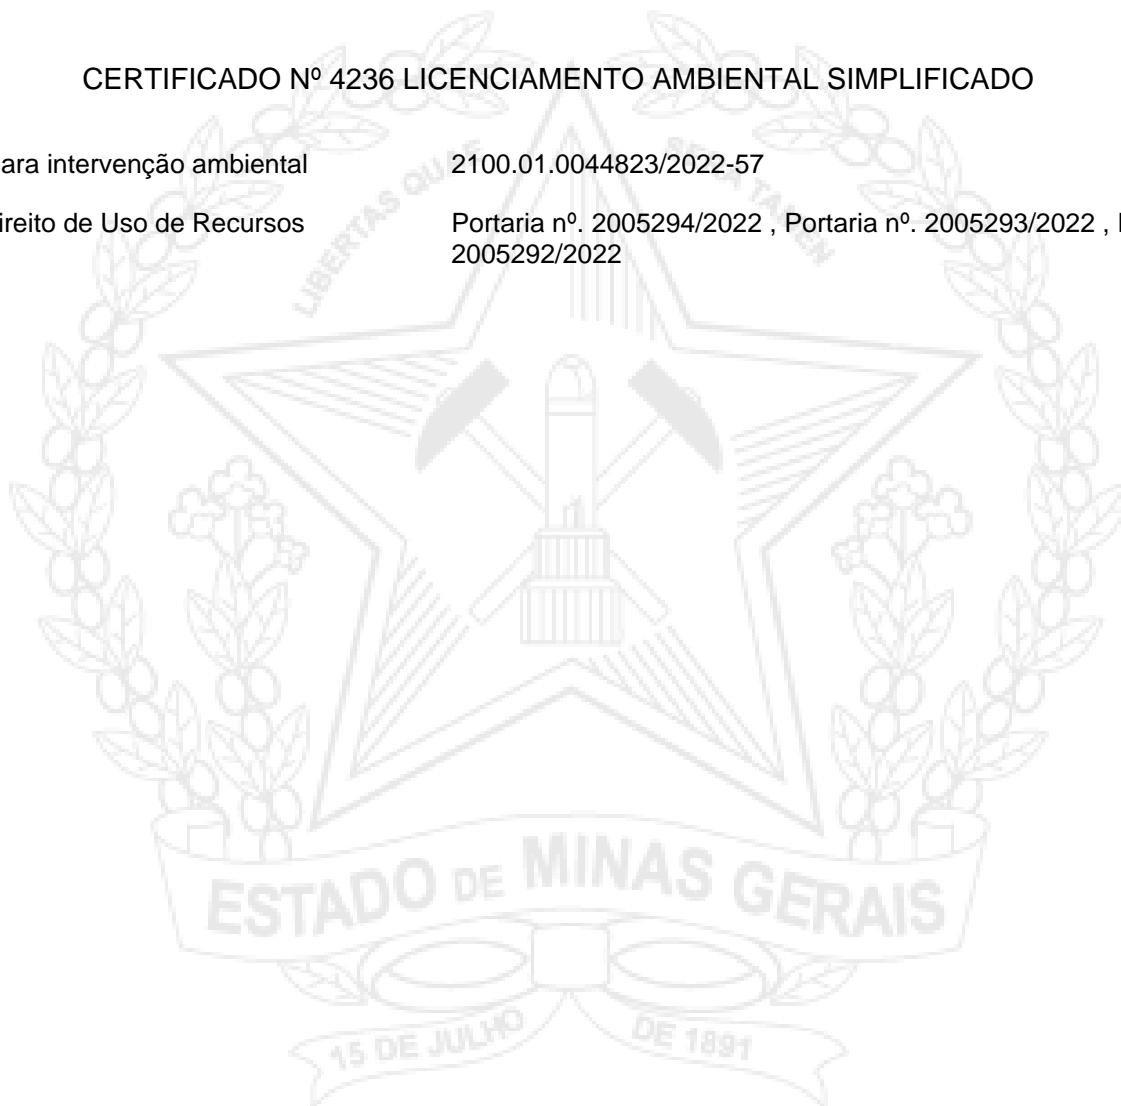 CERTIFICADO Nº 4236 LICENCIAMENTO AMBIENTAL SIMPLIFICADO
ara intervenção ambiental 2100.01.0044823/2022-57
ireito de Uso de Recursos Portaria nº. 2005294/2022 , Portaria nº. 2005293/2022 ,
2005292/2022
LIBERTAS QUAE SERA TAMEN
ESTADO DE MINAS GERAIS
15 DE JULHO DE 1891